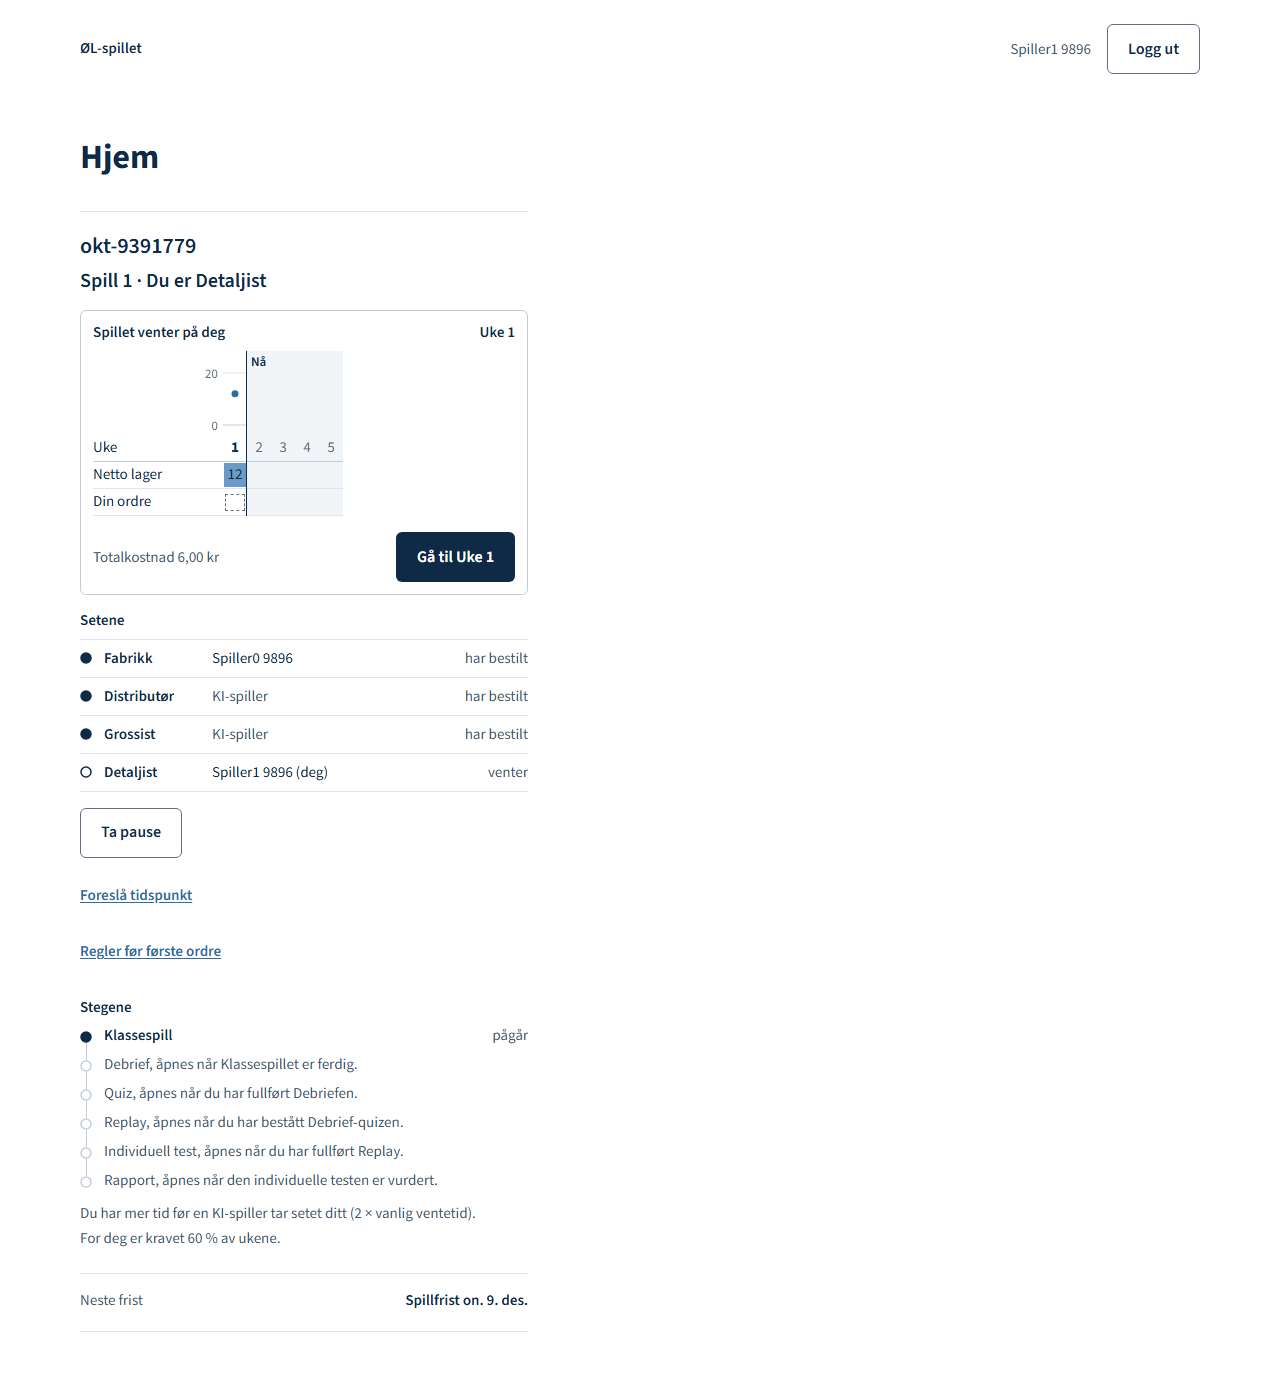 ØL-spillet
Spiller1 9896
Logg ut
Hjem
okt-9391779
Spill 1 · Du er Detaljist
Spillet venter på deg
Uke 1
Nå
20
0
Uke 1 2 3 4 5
Netto lager 12
Din ordre
Totalkostnad 6,00 kr
Gå til Uke 1
Setene
Fabrikk Spiller0 9896 har bestilt
Distributør KI-spiller har bestilt
Grossist KI-spiller har bestilt
Detaljist Spiller1 9896 (deg) venter
Ta pause
Foreslå tidspunkt
Regler før første ordre
Stegene
Klassespill pågår
Debrief, åpnes når Klassespillet er ferdig.
Quiz, åpnes når du har fullført Debriefen.
Replay, åpnes når du har bestått Debrief-quizen.
Individuell test, åpnes når du har fullført Replay.
Rapport, åpnes når den individuelle testen er vurdert.
Du har mer tid før en KI-spiller tar setet ditt (2 × vanlig ventetid).
For deg er kravet 60 % av ukene.
Neste frist Spillfrist on. 9. des.